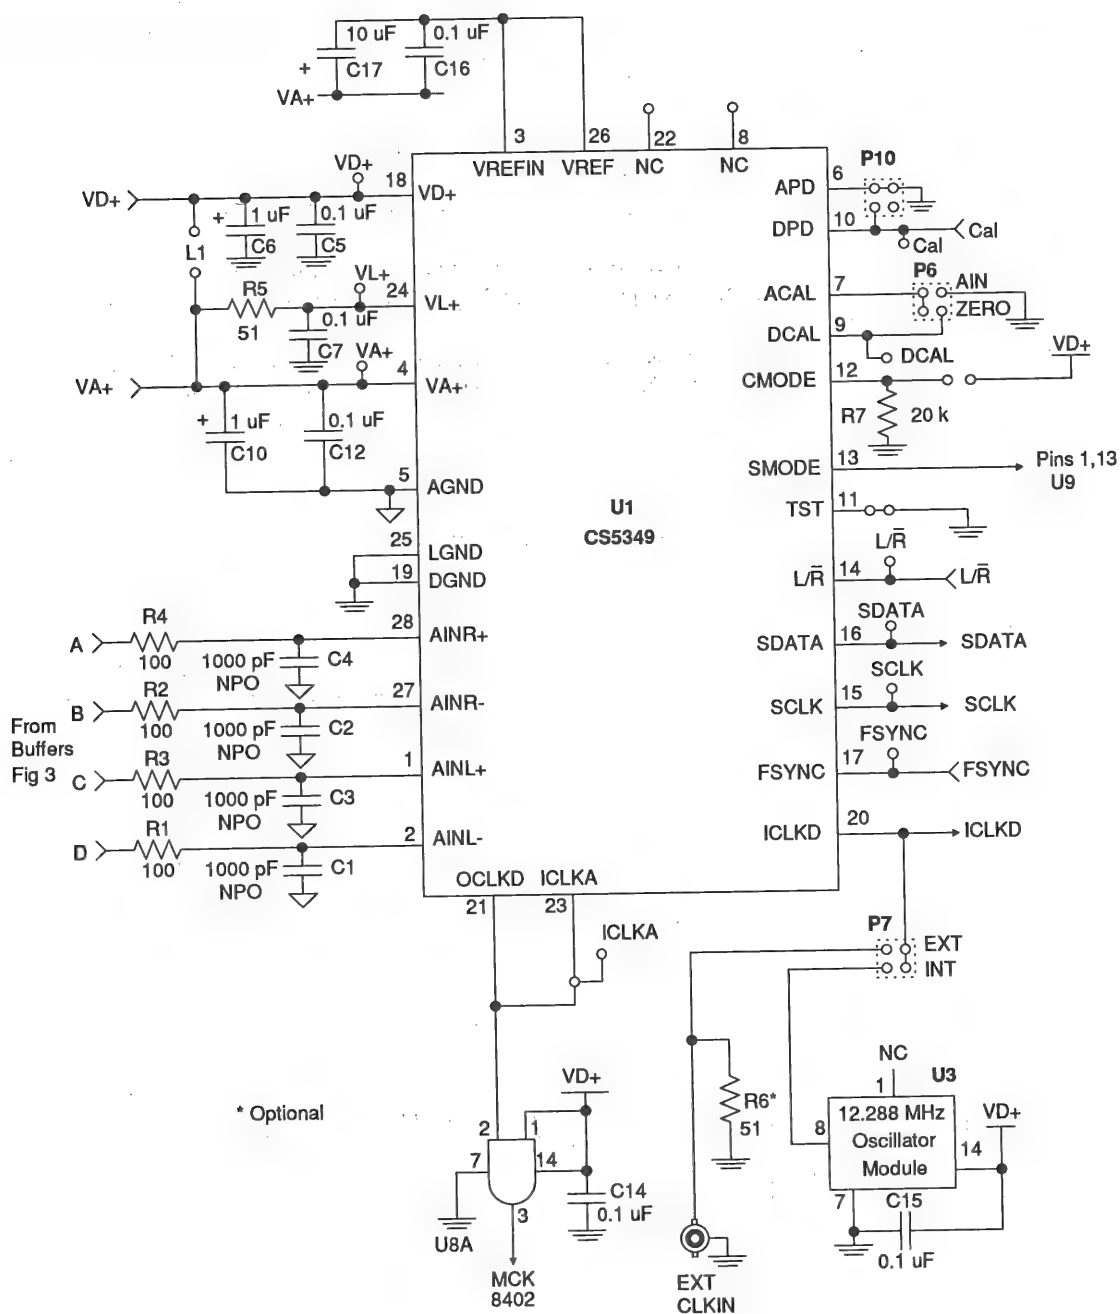 10 uF
0.1 uF
+
C17
C16
VA+
3
26
22
8
VREFIN
VREF
NC
NC
P10
VD+
18
VD+
VD+
+
1 uF
0.1 uF
C6
C5
L1
R5
51
VL+
24
VL+
0.1 uF
C7
VA+
4
VA+
VA+
+
1 uF
0.1 uF
C10
C12
5
AGND
25
LGND
19
DGND
U1
CS5349
APD
6
DPD
10
Cal
Cal
P6
ACAL
7
AIN
ZERO
DCAL
9
DCAL
VD+
CMODE
12
R7
20 k
SMODE
13
Pins 1,13
U9
TST
11
L/R̅
L/R̅
14
L/R̅
SDATA
SDATA
16
SDATA
SCLK
SCLK
15
SCLK
FSYNC
FSYNC
17
FSYNC
ICLKD
20
ICLKD
From
Buffers
Fig 3
A
R4
100
1000 pF
NPO
C4
28
AINR+
B
R2
100
1000 pF
NPO
C2
27
AINR-
C
R3
100
1000 pF
NPO
C3
1
AINL+
D
R1
100
1000 pF
NPO
C1
2
AINL-
OCLKD
ICLKA
21
23
ICLKA
P7
EXT
INT
* Optional
VD+
2
1
7
14
3
C14
0.1 uF
U8A
MCK
8402
R6*
51
EXT
CLKIN
NC
1
U3
12.288 MHz
Oscillator
Module
8
VD+
14
7
C15
0.1 uF